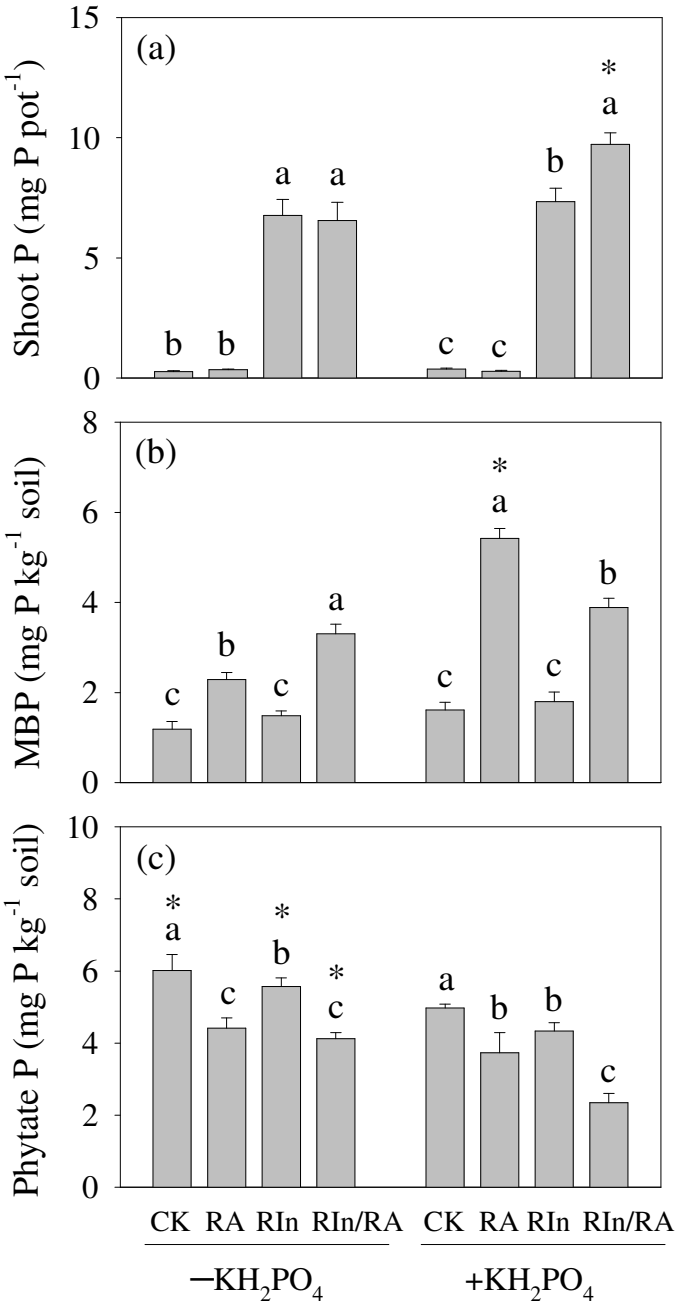 15
(a)
*
a
10
a a
b
5
b b
c c
0
Shoot P (mg P pot⁻¹)
8
(b)
*
a
6
b
4
a
b
c c
c c
2
0
MBP (mg P kg⁻¹ soil)
10
(c)
8
* *
a b *
c c
6
a
b b
4
c
2
0
Phytate P (mg P kg⁻¹ soil)
CK RA RIn RIn/RA CK RA RIn RIn/RA
−KH₂PO₄ +KH₂PO₄